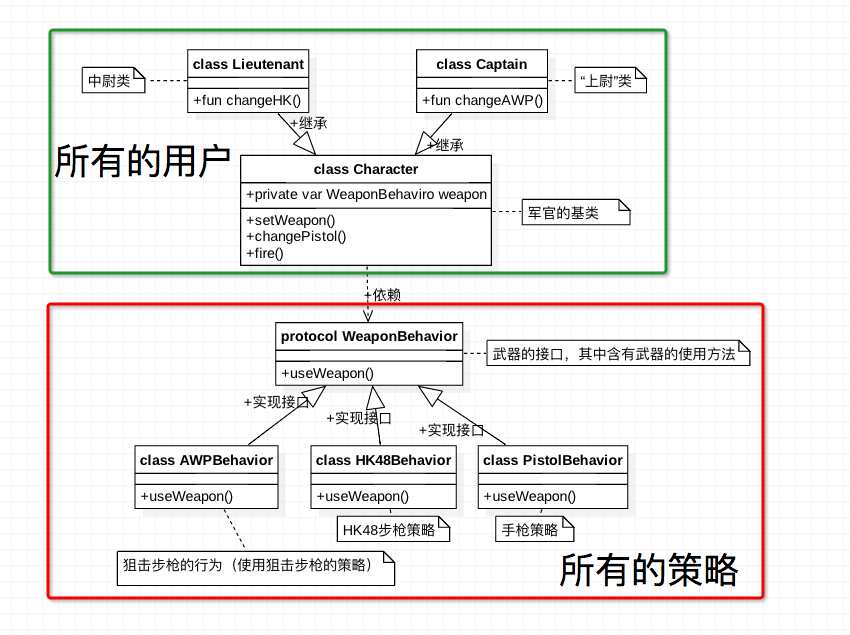 class Lieutenant
class Captain
中尉类
“上尉”类
+fun changeHK()
+fun changeAWP()
+继承
+继承
所有的用户
class Character
+private var WeaponBehaviro weapon
军官的基类
+setWeapon()
+changePistol()
+fire()
+依赖
protocol WeaponBehavior
武器的接口，其中含有武器的使用方法
+useWeapon()
+实现接口
+实现接口
+实现接口
class AWPBehavior
class HK48Behavior
class PistolBehavior
+useWeapon()
+useWeapon()
+useWeapon()
HK48步枪策略
手枪策略
狙击步枪的行为（使用狙击步枪的策略）
所有的策略